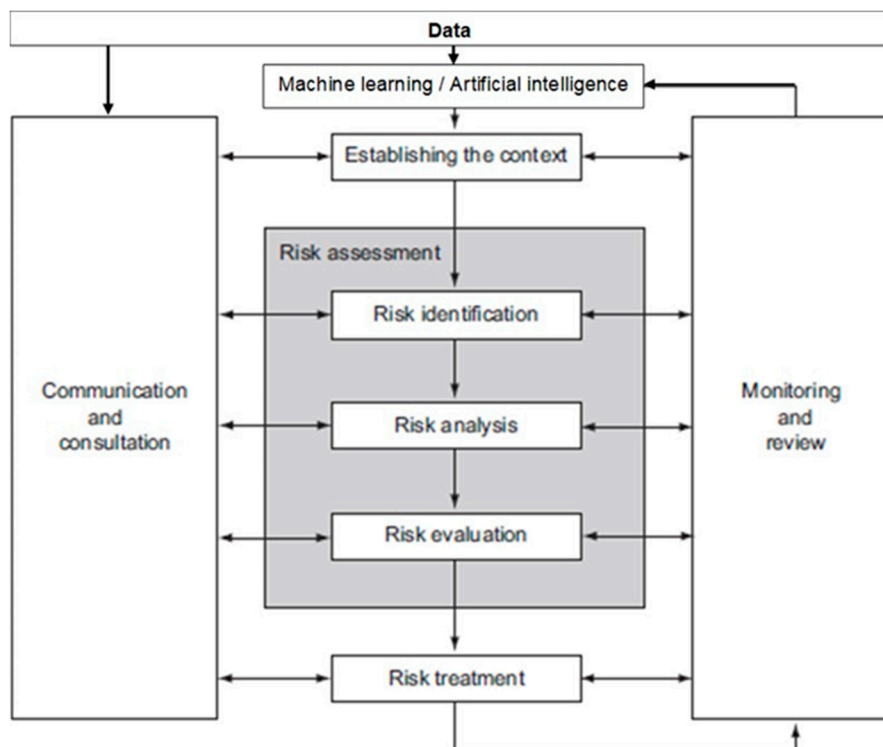 Data
Machine learning / Artificial intelligence
Establishing the context
Risk assessment
Risk identification
Communication
and
consultation
Monitoring
and
review
Risk analysis
Risk evaluation
Risk treatment